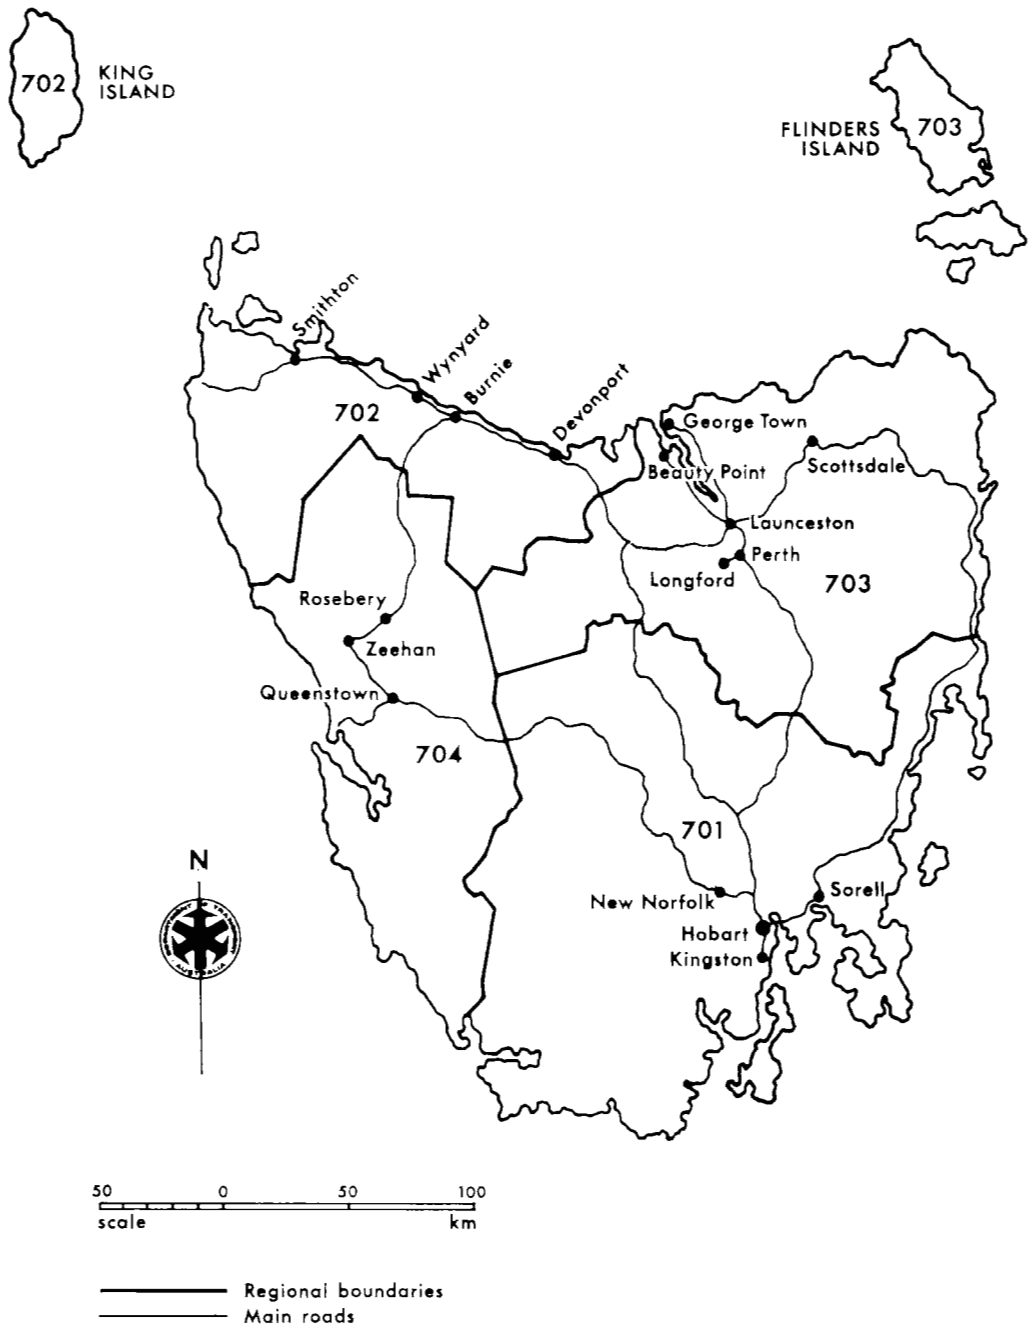 702
KING
ISLAND
FLINDERS
ISLAND
703
Smithton
Wynyard
Burnie
Devonport
702
George Town
Beauty Point
Scottsdale
Launceston
Perth
Longford
703
Rosebery
Zeehan
Queenstown
704
701
N
New Norfolk
Sorell
Hobart
Kingston
AUSTRALIA
50 0 50 100
scale km
Regional boundaries
Main roads